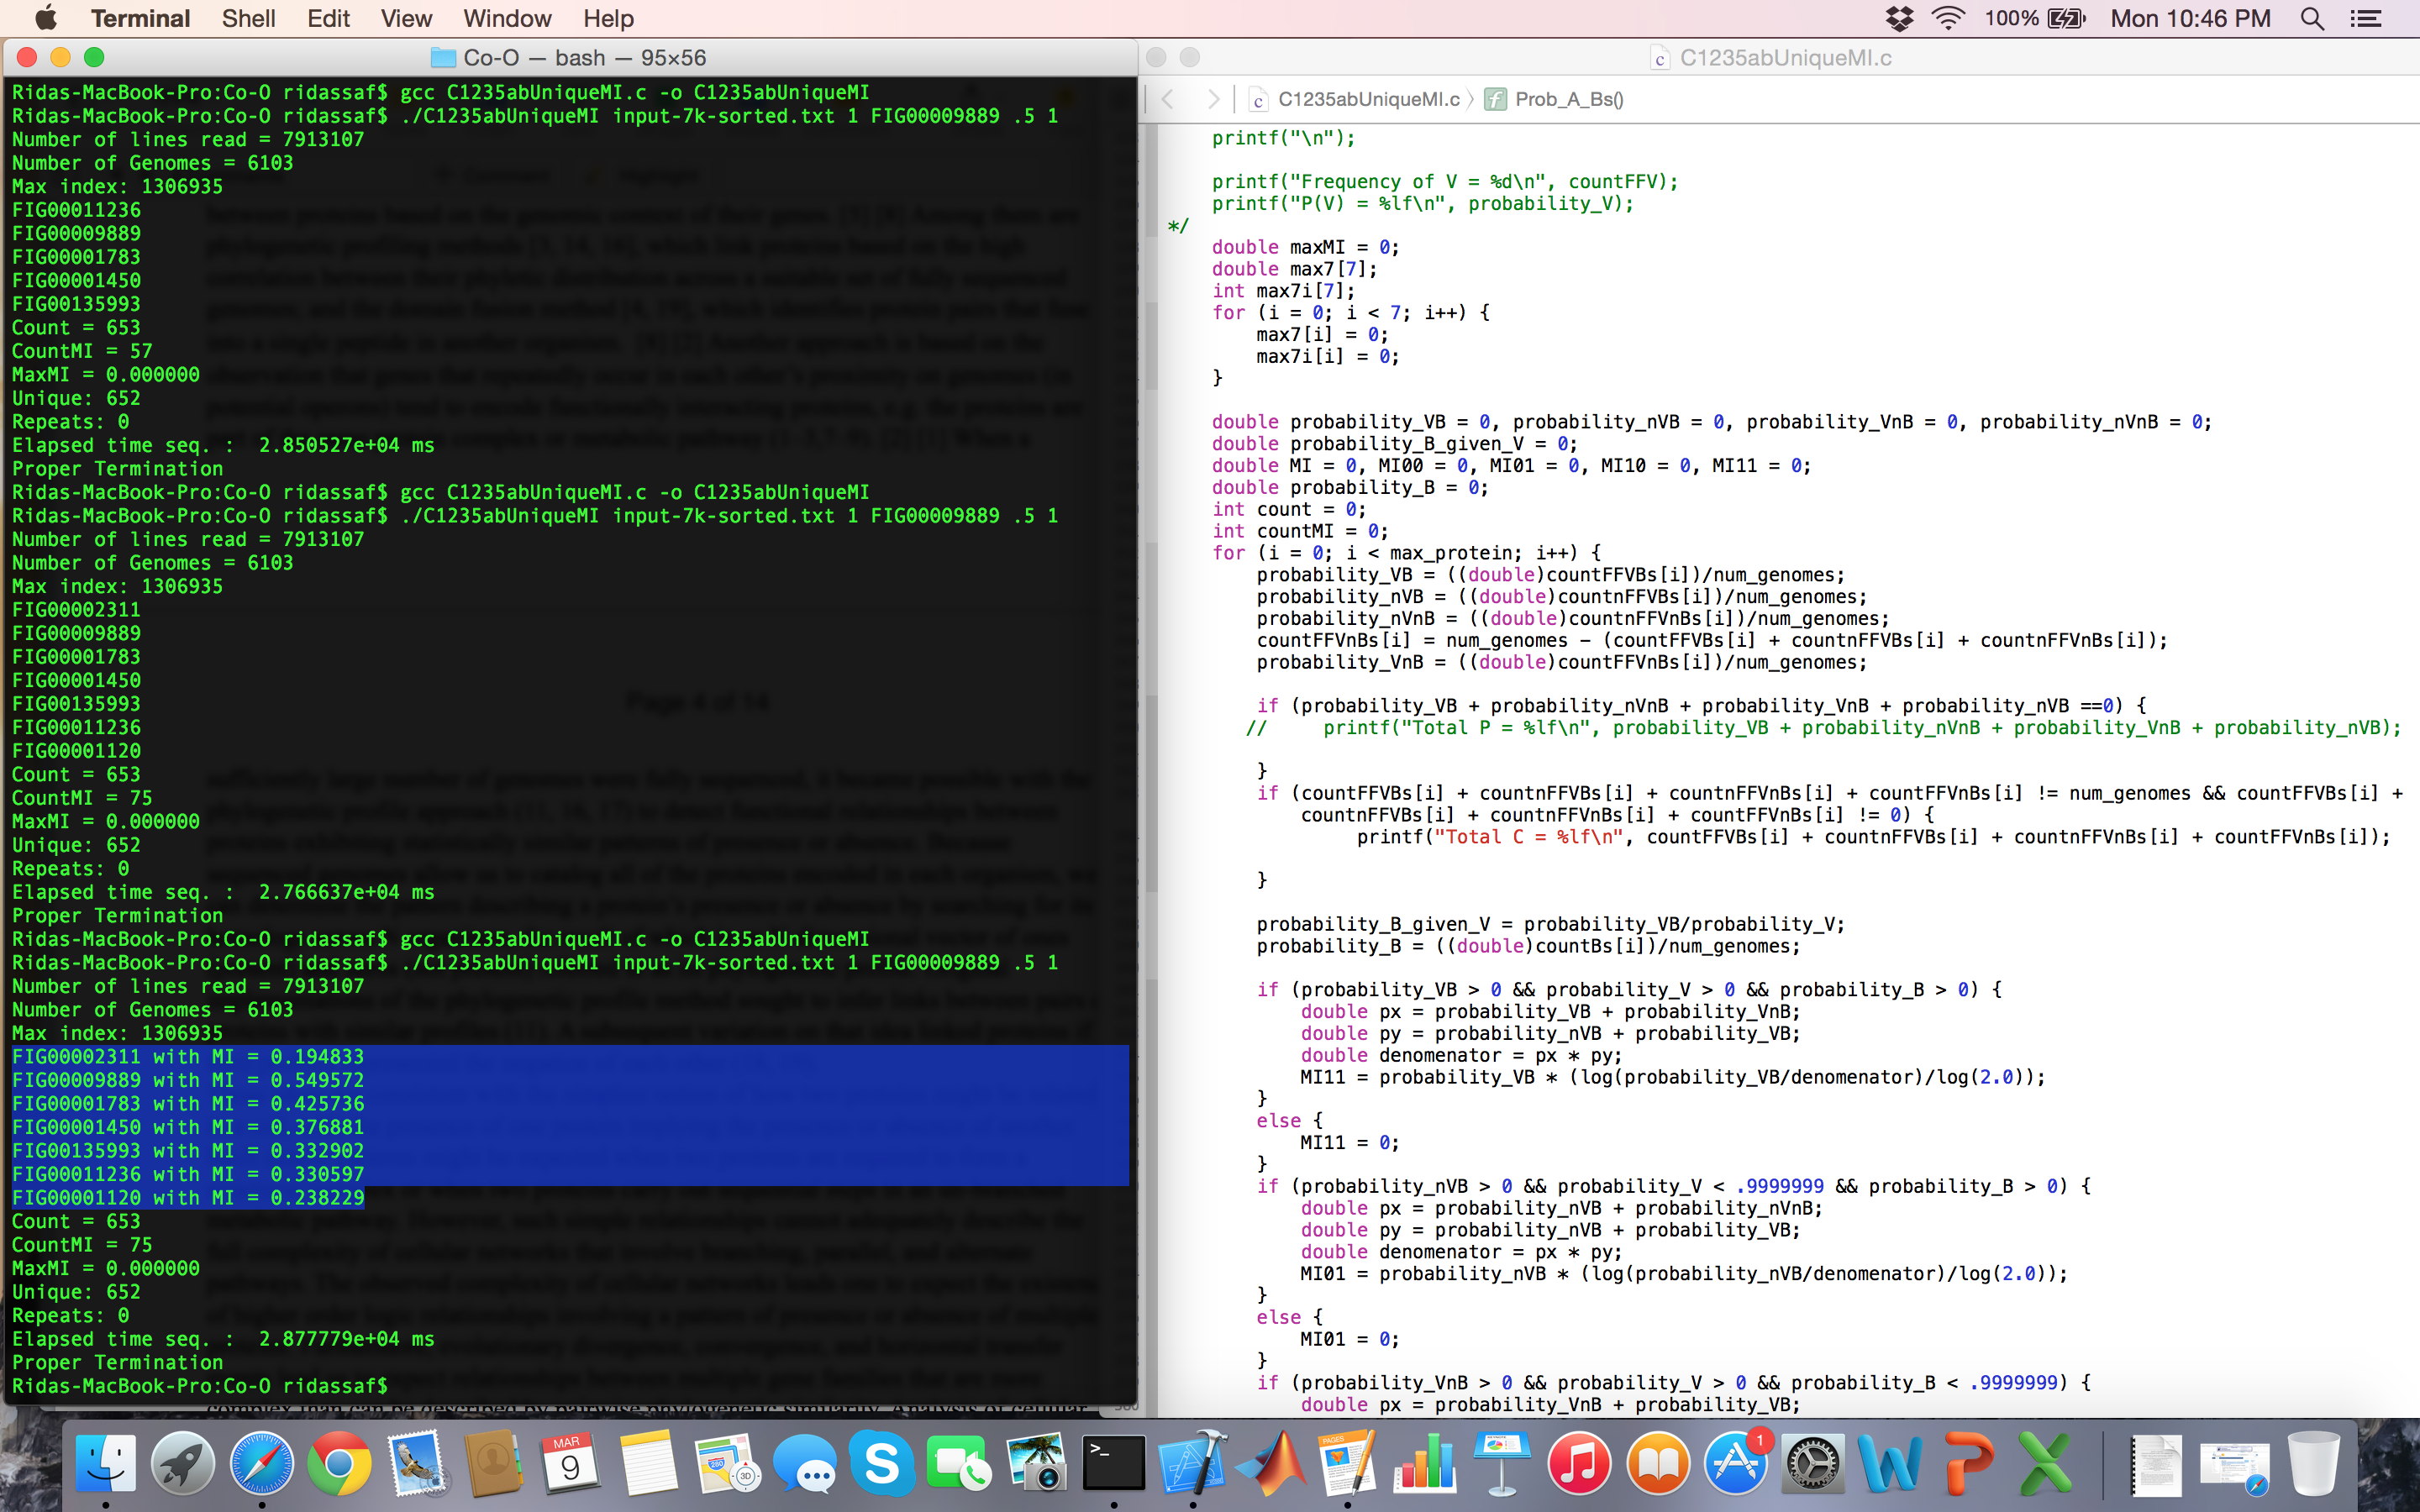 Terminal Shell Edit View Window Help 100% Mon 10:46 PM
Co-O — bash — 95×56
Ridas-MacBook-Pro:Co-O ridassaf$ gcc C1235abUniqueMI.c -o C1235abUniqueMI
Ridas-MacBook-Pro:Co-O ridassaf$ ./C1235abUniqueMI input-7k-sorted.txt 1 FIG00009889 .5 1
Number of lines read = 7913107
Number of Genomes = 6103
Max index: 1306935
FIG00011236
FIG00009889
FIG00001783
FIG00001450
FIG00135993
Count = 653
CountMI = 57
MaxMI = 0.000000
Unique: 652
Repeats: 0
Elapsed time seq. :  2.850527e+04 ms
Proper Termination
Ridas-MacBook-Pro:Co-O ridassaf$ gcc C1235abUniqueMI.c -o C1235abUniqueMI
Ridas-MacBook-Pro:Co-O ridassaf$ ./C1235abUniqueMI input-7k-sorted.txt 1 FIG00009889 .5 1
Number of lines read = 7913107
Number of Genomes = 6103
Max index: 1306935
FIG00002311
FIG00009889
FIG00001783
FIG00001450
FIG00135993
FIG00011236
FIG00001120
Count = 653
CountMI = 75
MaxMI = 0.000000
Unique: 652
Repeats: 0
Elapsed time seq. :  2.766637e+04 ms
Proper Termination
Ridas-MacBook-Pro:Co-O ridassaf$ gcc C1235abUniqueMI.c -o C1235abUniqueMI
Ridas-MacBook-Pro:Co-O ridassaf$ ./C1235abUniqueMI input-7k-sorted.txt 1 FIG00009889 .5 1
Number of lines read = 7913107
Number of Genomes = 6103
Max index: 1306935
FIG00002311 with MI = 0.194833
FIG00009889 with MI = 0.549572
FIG00001783 with MI = 0.425736
FIG00001450 with MI = 0.376881
FIG00135993 with MI = 0.332902
FIG00011236 with MI = 0.330597
FIG00001120 with MI = 0.238229
Count = 653
CountMI = 75
MaxMI = 0.000000
Unique: 652
Repeats: 0
Elapsed time seq. :  2.877779e+04 ms
Proper Termination
Ridas-MacBook-Pro:Co-O ridassaf$
Page 4 of 14
C1235abUniqueMI.c
C1235abUniqueMI.c Prob_A_Bs()
printf("\n");
printf("Frequency of V = %d\n", countFFV);
printf("P(V) = %lf\n", probability_V);
*/
double maxMI = 0;
double max7[7];
int max7i[7];
for (i = 0; i < 7; i++) {
max7[i] = 0;
max7i[i] = 0;
}
double probability_VB = 0, probability_nVB = 0, probability_VnB = 0, probability_nVnB = 0;
double probability_B_given_V = 0;
double MI = 0, MI00 = 0, MI01 = 0, MI10 = 0, MI11 = 0;
double probability_B = 0;
int count = 0;
int countMI = 0;
for (i = 0; i < max_protein; i++) {
probability_VB = ((double)countFFVBs[i])/num_genomes;
probability_nVB = ((double)countnFFVBs[i])/num_genomes;
probability_nVnB = ((double)countnFFVnBs[i])/num_genomes;
countFFVnBs[i] = num_genomes - (countFFVBs[i] + countnFFVBs[i] + countnFFVnBs[i]);
probability_VnB = ((double)countFFVnBs[i])/num_genomes;
if (probability_VB + probability_nVnB + probability_VnB + probability_nVB ==0) {
// printf("Total P = %lf\n", probability_VB + probability_nVnB + probability_VnB + probability_nVB);
}
if (countFFVBs[i] + countnFFVBs[i] + countnFFVnBs[i] + countFFVnBs[i] != num_genomes && countFFVBs[i] +
countnFFVBs[i] + countnFFVnBs[i] + countFFVnBs[i] != 0) {
printf("Total C = %lf\n", countFFVBs[i] + countnFFVBs[i] + countnFFVnBs[i] + countFFVnBs[i]);
}
probability_B_given_V = probability_VB/probability_V;
probability_B = ((double)countBs[i])/num_genomes;
if (probability_VB > 0 && probability_V > 0 && probability_B > 0) {
double px = probability_VB + probability_VnB;
double py = probability_nVB + probability_VB;
double denomenator = px * py;
MI11 = probability_VB * (log(probability_VB/denomenator)/log(2.0));
}
else {
MI11 = 0;
}
if (probability_nVB > 0 && probability_V < .9999999 && probability_B > 0) {
double px = probability_nVB + probability_nVnB;
double py = probability_nVB + probability_VB;
double denomenator = px * py;
MI01 = probability_nVB * (log(probability_nVB/denomenator)/log(2.0));
}
else {
MI01 = 0;
}
if (probability_VnB > 0 && probability_V > 0 && probability_B < .9999999) {
double px = probability_VnB + probability_VB;
MAR
9
280
3D
PAGES
1